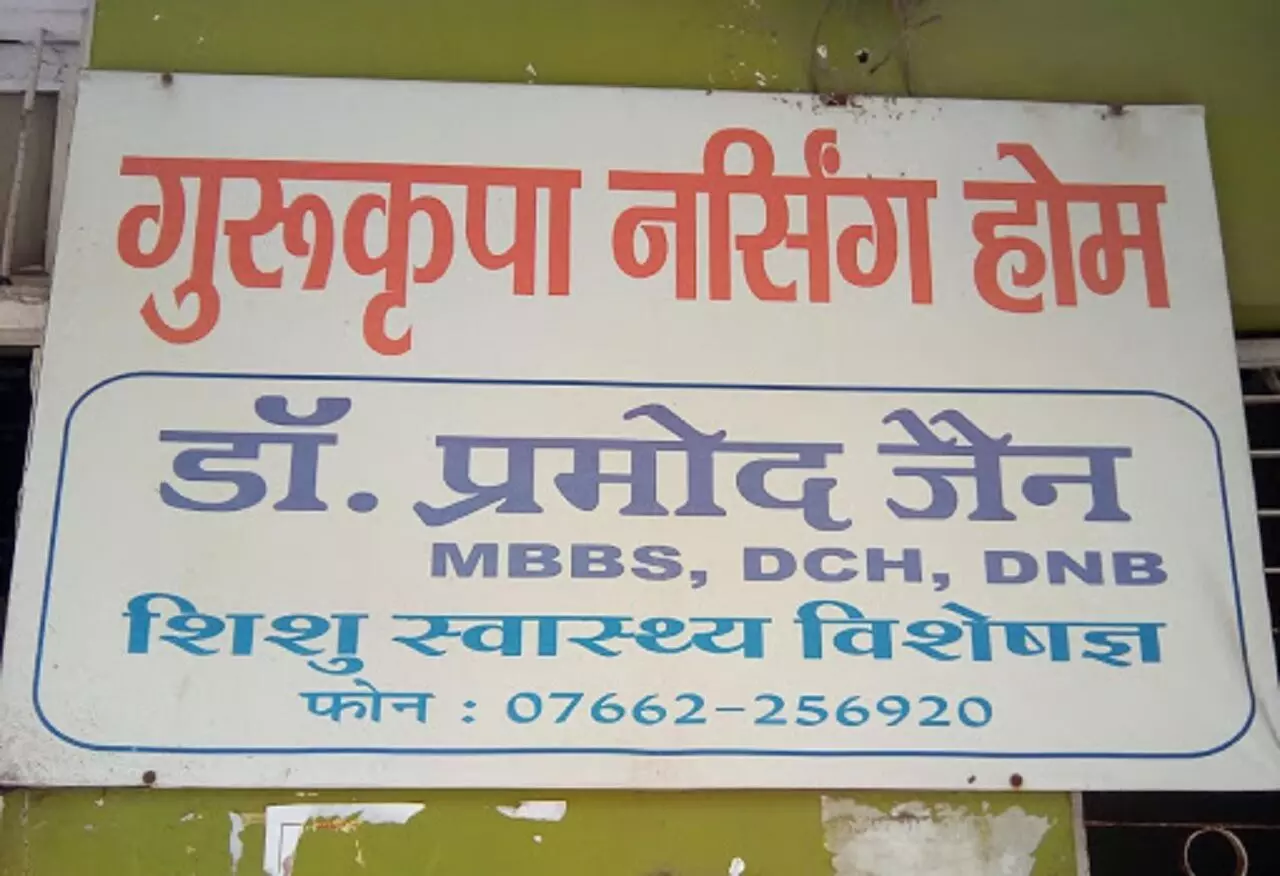 गुरूकृपा नर्सिंग होम
डॉ. प्रमोद जैन
MBBS, DCH, DNB
शिशु स्वास्थ्य विशेषज्ञ
फोन : 07662-256920